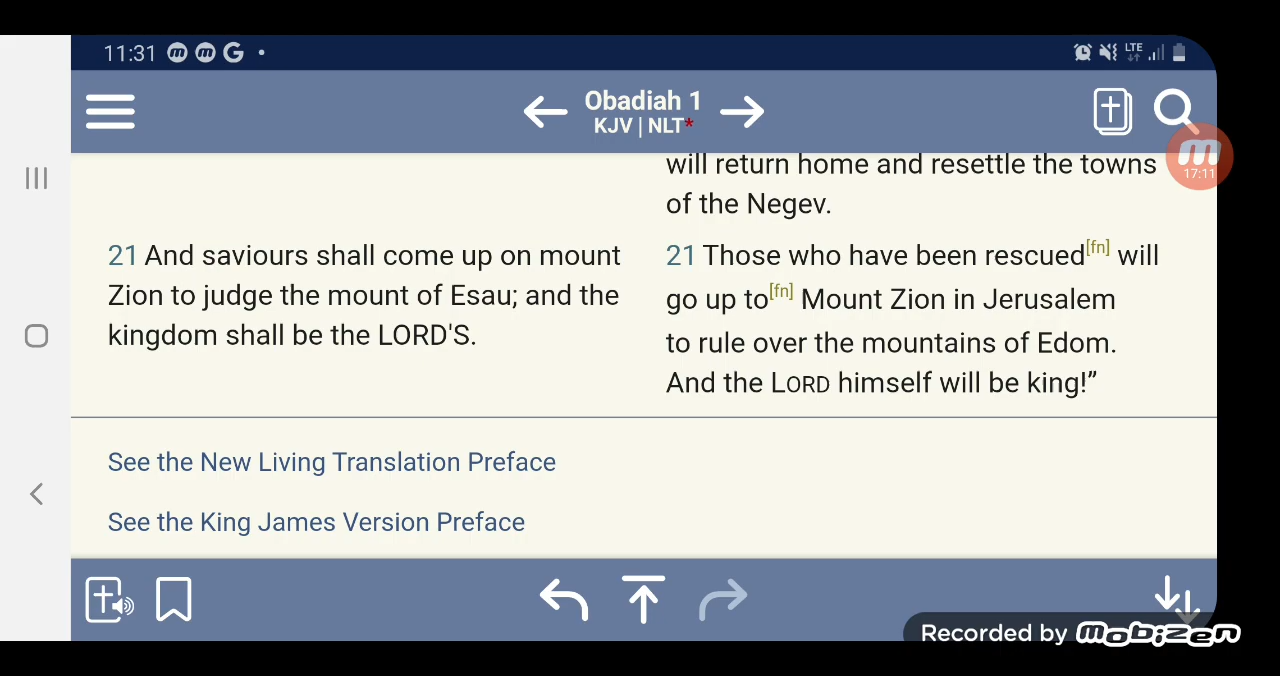 11:31
LTE
Obadiah 1
KJV | NLT*
17:11
will return home and resettle the towns
of the Negev.
21 And saviours shall come up on mount
Zion to judge the mount of Esau; and the
kingdom shall be the LORD'S.
21 Those who have been rescued[fn] will
go up to[fn] Mount Zion in Jerusalem
to rule over the mountains of Edom.
And the LORD himself will be king!”
See the New Living Translation Preface
See the King James Version Preface
Recorded by mobizen